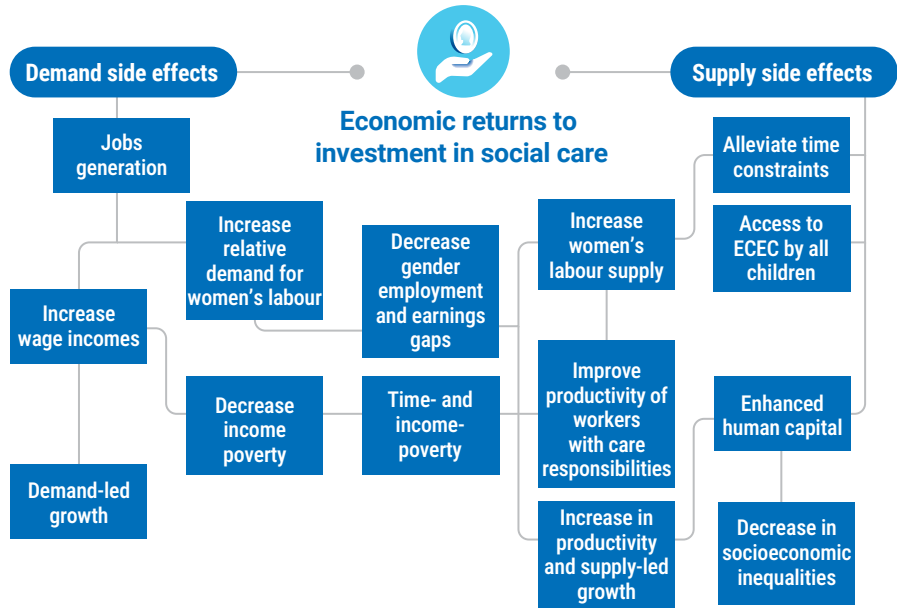 Demand side effects
Supply side effects
Economic returns to
investment in social care
Jobs
generation
Increase
relative
demand for
women's labour
Increase
wage incomes
Decrease
income
poverty
Demand-led
growth
Decrease
gender
employment
and earnings
gaps
Time- and
income-
poverty
Increase
women's
labour supply
Improve
productivity of
workers
with care
responsibilities
Increase in
productivity
and supply-led
growth
Alleviate time
constraints
Access to
ECEC by all
children
Enhanced
human capital
Decrease in
socioeconomic
inequalities